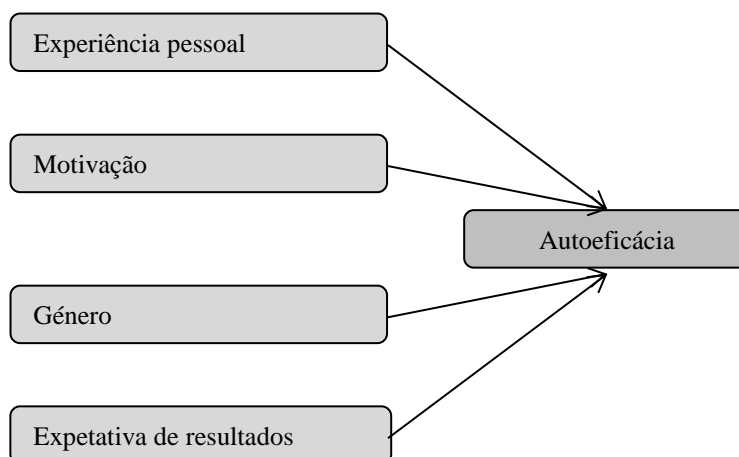 Experiência pessoal
Motivação
Autoeficácia
Género
Expetativa de resultados